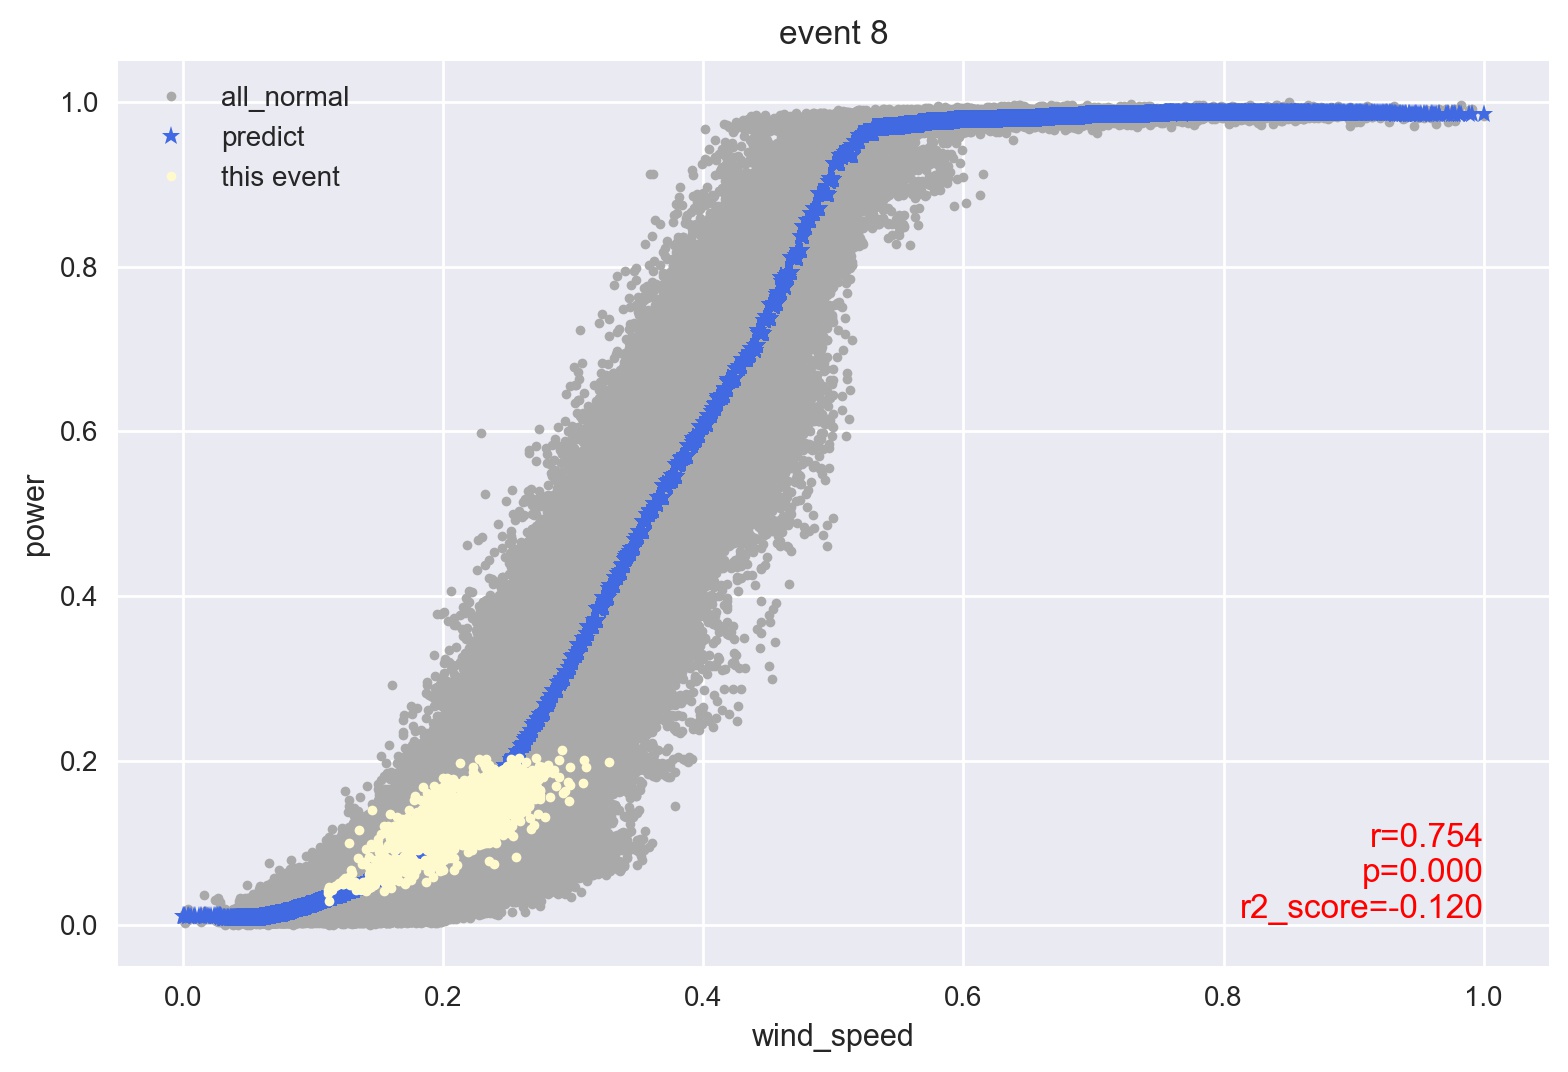 event 8
all_normal
predict
this event
1.0
0.8
0.6
0.4
0.2
0.0
power
r=0.754
p=0.000
r2_score=-0.120
0.0 0.2 0.4 0.6 0.8 1.0
wind_speed